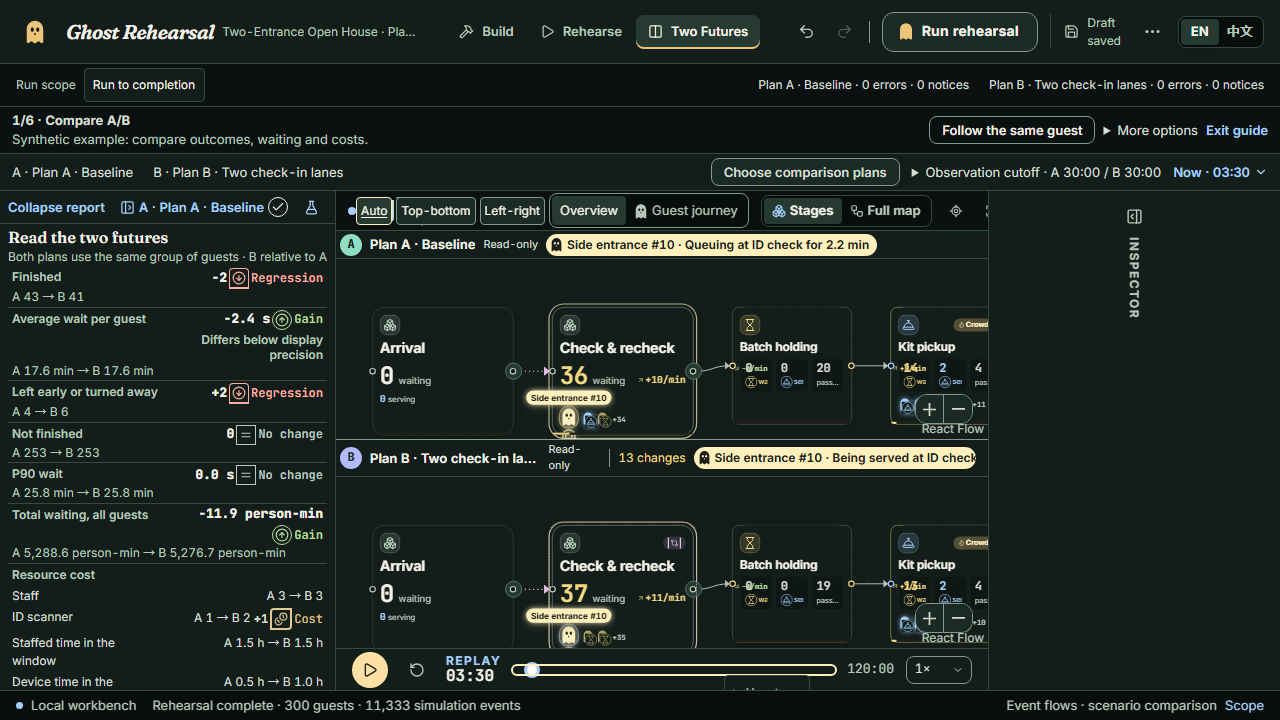 Ghost Rehearsal
Two-Entrance Open House · Pla...
Build
Rehearse
Two Futures
Run rehearsal
Draft saved
EN
中文
Run scope
Run to completion
Plan A · Baseline · 0 errors · 0 notices
Plan B · Two check-in lanes · 0 errors · 0 notices
1/6 · Compare A/B
Synthetic example: compare outcomes, waiting and costs.
Follow the same guest
More options
Exit guide
A · Plan A · Baseline
B · Plan B · Two check-in lanes
Choose comparison plans
Observation cutoff · A 30:00 / B 30:00
Now · 03:30
Collapse report
A · Plan A · Baseline
Auto
Top-bottom
Left-right
Overview
Guest journey
Stages
Full map
Read the two futures
Both plans use the same group of guests · B relative to A
Finished
-2
Regression
A 43 → B 41
Average wait per guest
-2.4 s
Gain
Differs below display precision
A 17.6 min → B 17.6 min
Left early or turned away
+2
Regression
A 4 → B 6
Not finished
0
No change
A 253 → B 253
P90 wait
0.0 s
No change
A 25.8 min → B 25.8 min
Total waiting, all guests
-11.9 person-min
Gain
A 5,288.6 person-min → B 5,276.7 person-min
Resource cost
Staff
A 3 → B 3
ID scanner
A 1 → B 2
+1
Cost
Staffed time in the window
A 1.5 h → B 1.5 h
Device time in the
A 0.5 h → B 1.0 h
A
Plan A · Baseline
Read-only
Side entrance #10 · Queuing at ID check for 2.2 min
Arrival
0 waiting
0 serving
Check & recheck
36 waiting
+10/min
Side entrance #10
+34
Batch holding
0
20
pass...
Kit pickup
Crowd
2
4
+11
React Flow
B
Plan B · Two check-in la...
Read-only
13 changes
Side entrance #10 · Being served at ID check
Arrival
0 waiting
0 serving
Check & recheck
37 waiting
+11/min
Side entrance #10
+35
Batch holding
0
19
pass...
Kit pickup
Crowd
2
4
+10
React Flow
REPLAY
03:30
120:00
1×
INSPECTOR
Local workbench
Rehearsal complete · 300 guests · 11,333 simulation events
Event flows · scenario comparison
Scope